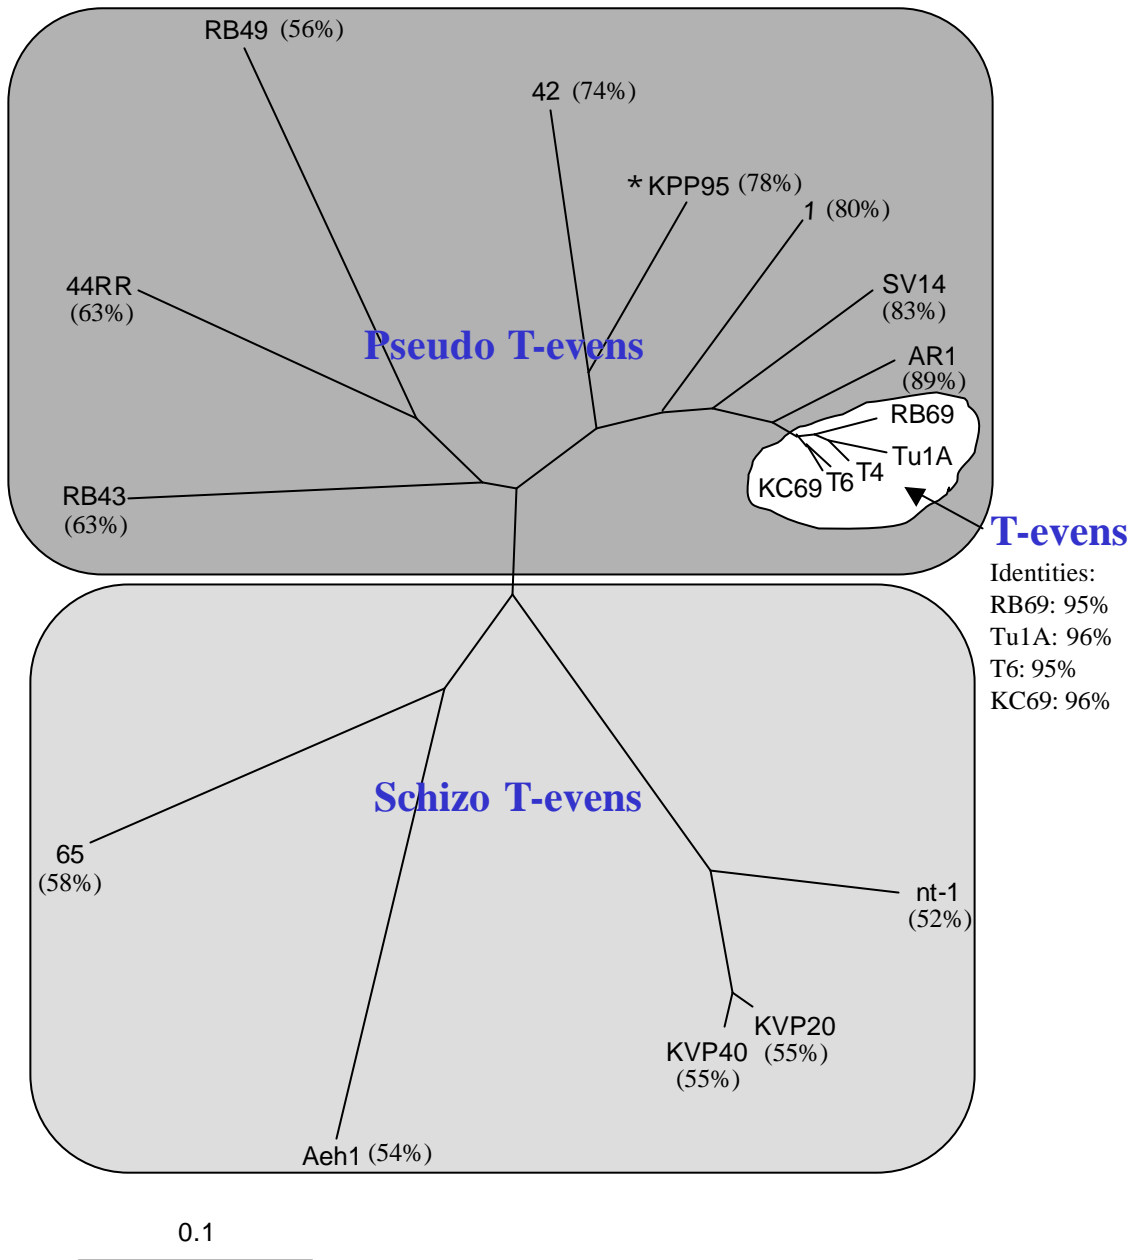 RB49 (56%)
42 (74%)
* KPP95 (78%)
1 (80%)
44RR
(63%)
SV14
(83%)
Pseudo T-evens
AR1
(89%)
RB69
Tu1A
T4
T6
KC69
RB43
(63%)
T-evens
Identities:
RB69: 95%
Tu1A: 96%
T6: 95%
KC69: 96%
Schizo T-evens
65
(58%)
nt-1
(52%)
KVP20
(55%)
KVP40
(55%)
Aeh1 (54%)
0.1